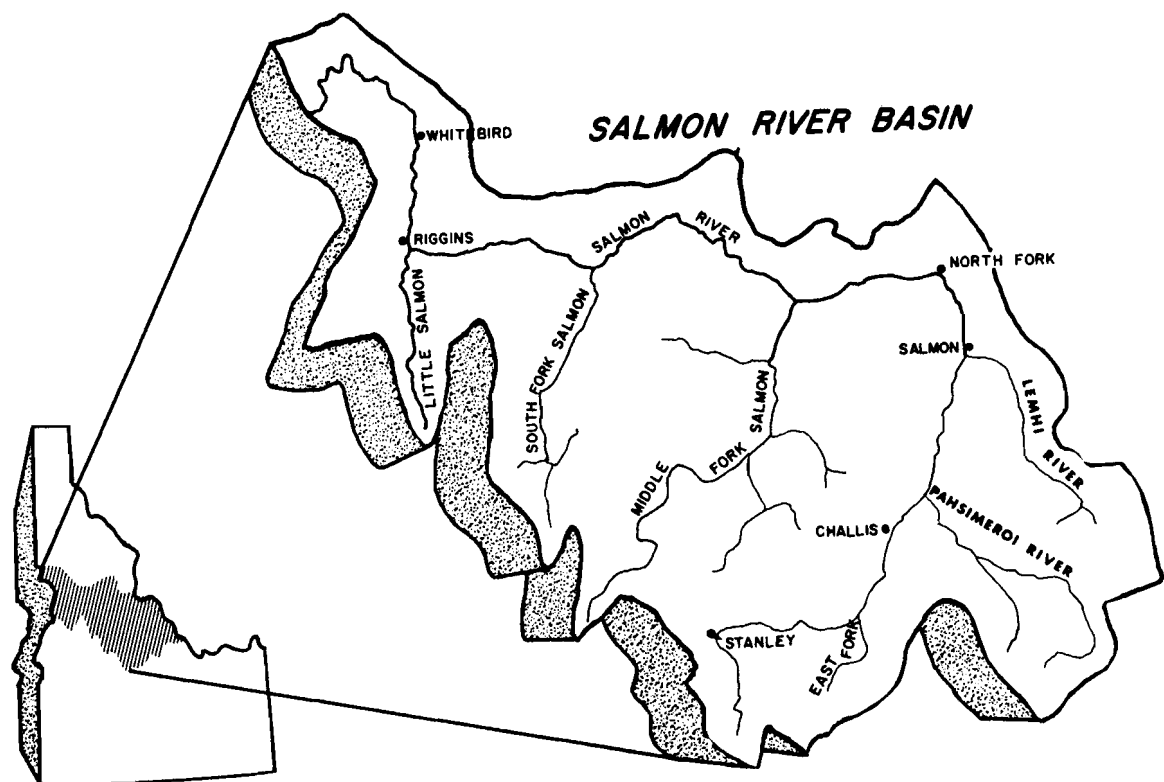 SALMON RIVER BASIN
WHITEBIRD
SALMON RIVER
RIGGINS
NORTH FORK
LITTLE SALMON
SOUTH FORK SALMON
SALMON
LEMHI RIVER
MIDDLE FORK SALMON
PAHSIMEROI RIVER
CHALLIS
STANLEY
EAST FORK